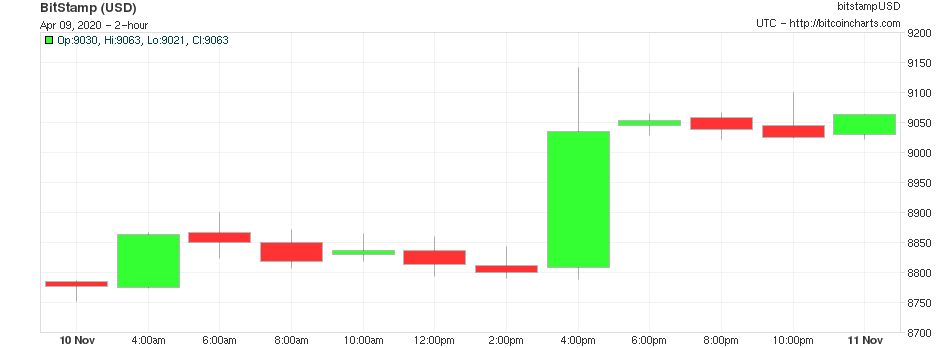 BitStamp (USD)
bitstampUSD
Apr 09, 2020 - 2-hour
UTC - http://bitcoincharts.com
Op:9030, Hi:9063, Lo:9021, Cl:9063
9200
9150
9100
9050
9000
8950
8900
8850
8800
8750
8700
10 Nov 4:00am 6:00am 8:00am 10:00am 12:00pm 2:00pm 4:00pm 6:00pm 8:00pm 10:00pm 11 Nov